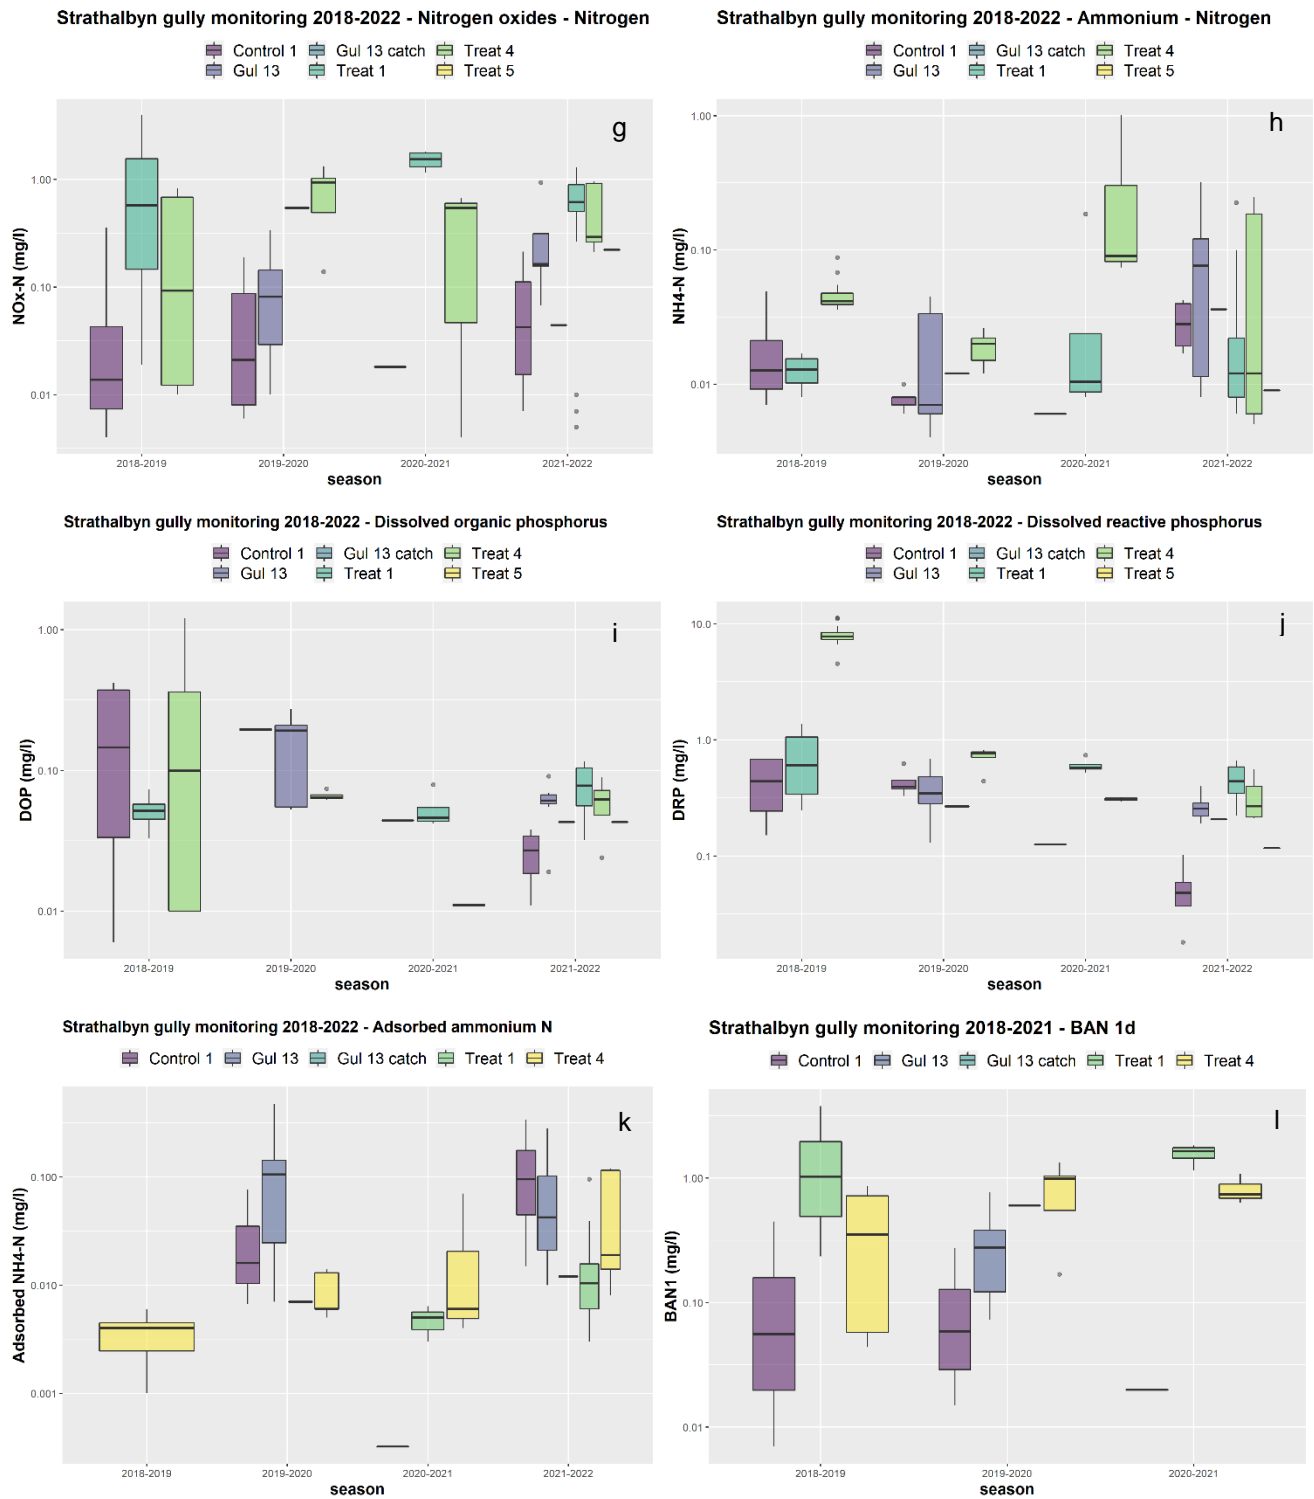 Strathalbyn gully monitoring 2018-2022 - Nitrogen oxides - Nitrogen
Control 1 Gul 13 catch Treat 4
Gul 13 Treat 1 Treat 5
g
1.00
0.10
0.01
NOx-N (mg/l)
2018-2019 2019-2020 2020-2021 2021-2022
season
Strathalbyn gully monitoring 2018-2022 - Ammonium - Nitrogen
Control 1 Gul 13 catch Treat 4
Gul 13 Treat 1 Treat 5
h
1.00
0.10
0.01
NH4-N (mg/l)
2018-2019 2019-2020 2020-2021 2021-2022
season
Strathalbyn gully monitoring 2018-2022 - Dissolved organic phosphorus
Control 1 Gul 13 catch Treat 4
Gul 13 Treat 1 Treat 5
i
1.00
0.10
0.01
DOP (mg/l)
2018-2019 2019-2020 2020-2021 2021-2022
season
Strathalbyn gully monitoring 2018-2022 - Dissolved reactive phosphorus
Control 1 Gul 13 catch Treat 4
Gul 13 Treat 1 Treat 5
j
10.0
1.0
0.1
DRP (mg/l)
2018-2019 2019-2020 2020-2021 2021-2022
season
Strathalbyn gully monitoring 2018-2022 - Adsorbed ammonium N
Control 1 Gul 13 Gul 13 catch Treat 1 Treat 4
k
0.100
0.010
0.001
Adsorbed NH4-N (mg/l)
2018-2019 2019-2020 2020-2021 2021-2022
season
Strathalbyn gully monitoring 2018-2021 - BAN 1d
Control 1 Gul 13 Gul 13 catch Treat 1 Treat 4
l
1.00
0.10
0.01
BAN1 (mg/l)
2018-2019 2019-2020 2020-2021
season